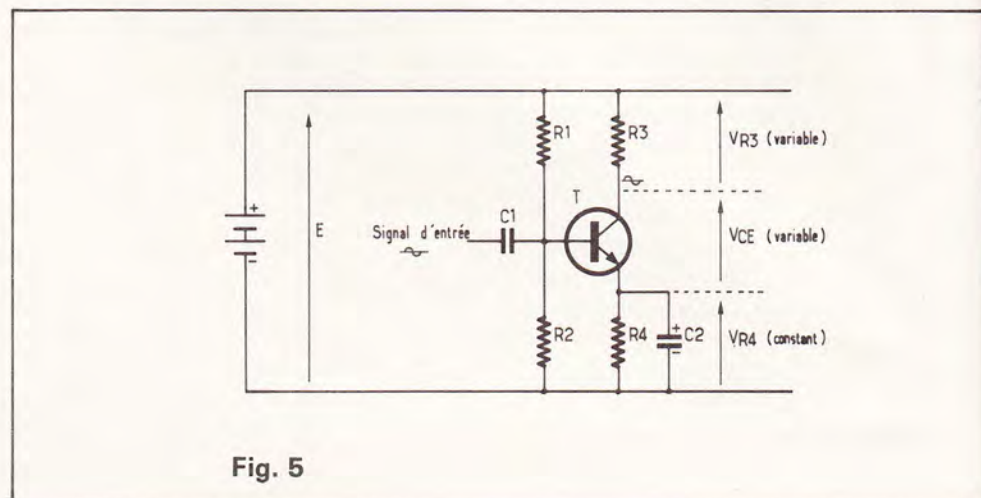 R1
R3
VR3 (variable)
+
E
Signal d'entrée
C1
T
VCE (variable)
-
R2
R4
+
-
C2
VR4 (constant)
Fig. 5